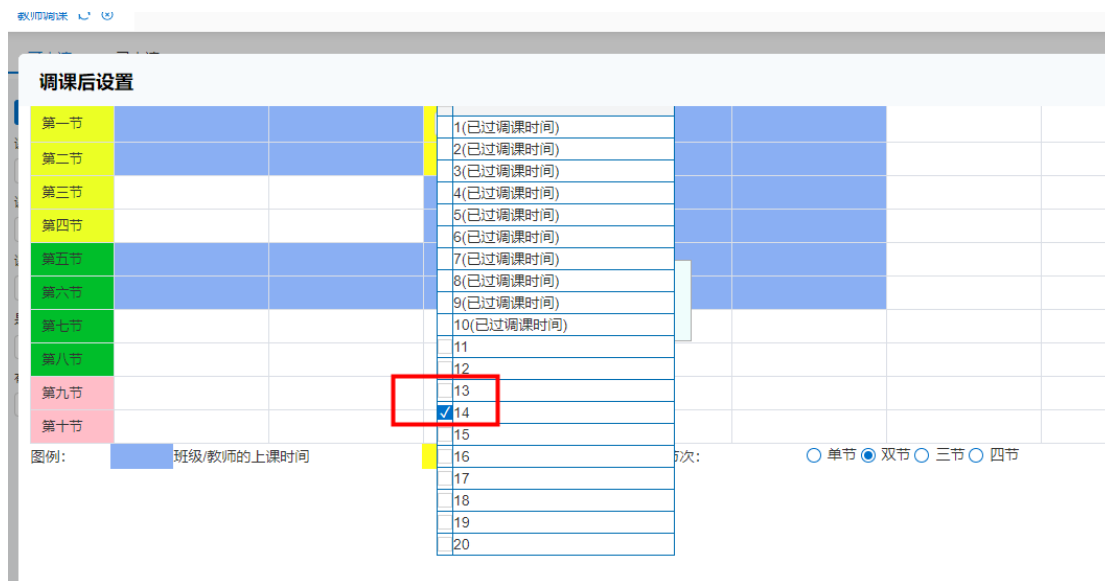 教师调课
调课后设置
第一节
第二节
第三节
第四节
第五节
第六节
第七节
第八节
第九节
第十节
1(已过调课时间)
2(已过调课时间)
3(已过调课时间)
4(已过调课时间)
5(已过调课时间)
6(已过调课时间)
7(已过调课时间)
8(已过调课时间)
9(已过调课时间)
10(已过调课时间)
11
12
13
14
15
16
17
18
19
20
图例:
班级/教师的上课时间
次:
单节
双节
三节
四节